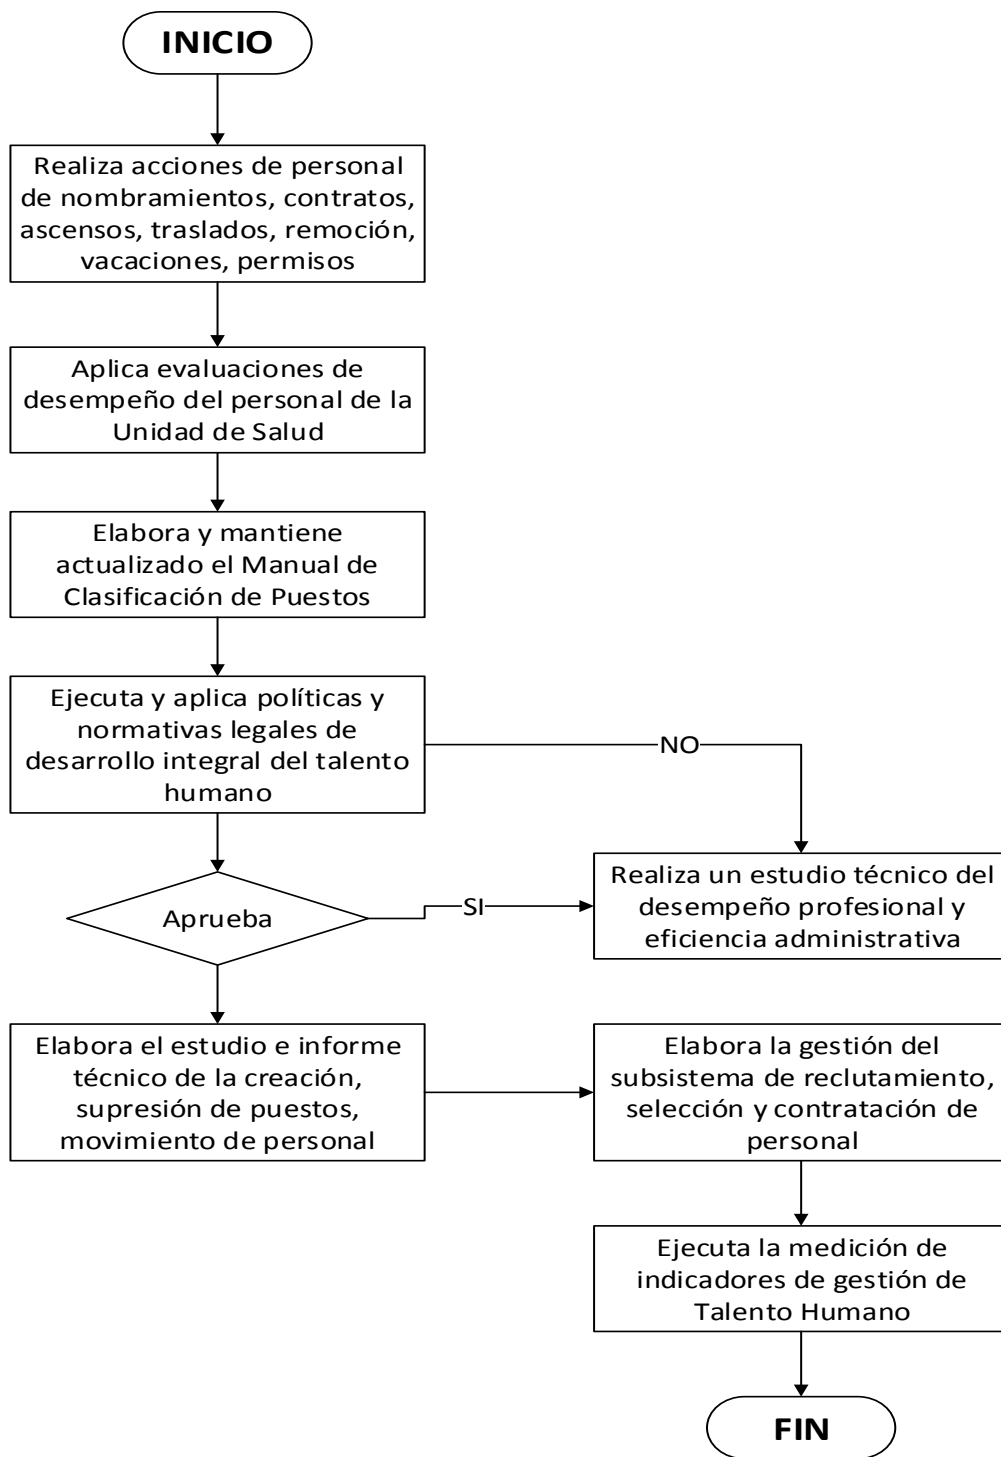 INICIO
Realiza acciones de personal
de nombramientos, contratos,
ascensos, traslados, remoción,
vacaciones, permisos
Aplica evaluaciones de
desempeño del personal de la
Unidad de Salud
Elabora y mantiene
actualizado el Manual de
Clasificación de Puestos
Ejecuta y aplica políticas y
normativas legales de
desarrollo integral del talento
humano
NO
Aprueba
SI
Realiza un estudio técnico del
desempeño profesional y
eficiencia administrativa
Elabora el estudio e informe
técnico de la creación,
supresión de puestos,
movimiento de personal
Elabora la gestión del
subsistema de reclutamiento,
selección y contratación de
personal
Ejecuta la medición de
indicadores de gestión de
Talento Humano
FIN